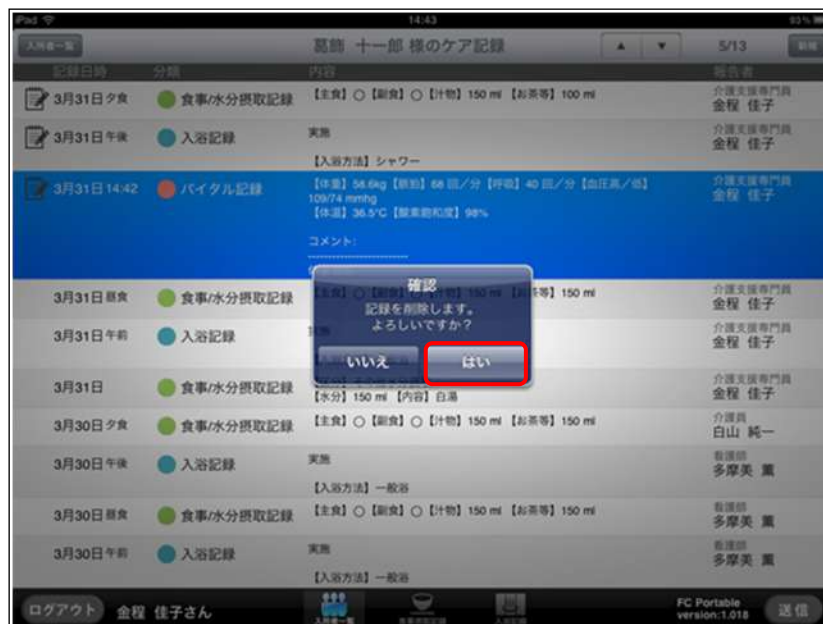 iPad 14:43 93%
入所者一覧 葛飾 十一郎 様のケア記録 ▲ ▼ 5/13 新規
記録日時 分類 内容 報告者
3月31日 夕食 食事/水分摂取記録 【主食】○【副食】○【汁物】150 ml 【お茶等】100 ml 介護支援専門員
金程 佳子
3月31日 午後 入浴記録 実施 介護支援専門員
金程 佳子
【入浴方法】シャワー
3月31日 14:42 バイタル記録 【体重】58.6kg【脈拍】68 回/分【呼吸】40 回/分【血圧高/低】 介護支援専門員
109/74 mmhg 金程 佳子
【体温】36.5℃【酸素飽和度】98%
コメント:
確認
記録を削除します。
よろしいですか?
いいえ はい
3月31日 昼食 食事/水分摂取記録 150 ml 【お茶等】150 ml 介護支援専門員
金程 佳子
3月31日 午前 入浴記録 介護支援専門員
金程 佳子
3月31日 食事/水分摂取記録 介護支援専門員
【水分】150 ml 【内容】白湯 金程 佳子
3月30日 夕食 食事/水分摂取記録 【主食】○【副食】○【汁物】150 ml 【お茶等】150 ml 介護員
白山 純一
3月30日 午後 入浴記録 実施 看護師
多摩美 薫
【入浴方法】一般浴
3月30日 昼食 食事/水分摂取記録 【主食】○【副食】○【汁物】150 ml 【お茶等】150 ml 看護師
多摩美 薫
3月30日 午前 入浴記録 実施 看護師
多摩美 薫
【入浴方法】一般浴
ログアウト 金程 佳子さん 入所者一覧 食事摂取記録 入浴記録 FC Portable
version:1.018 送信